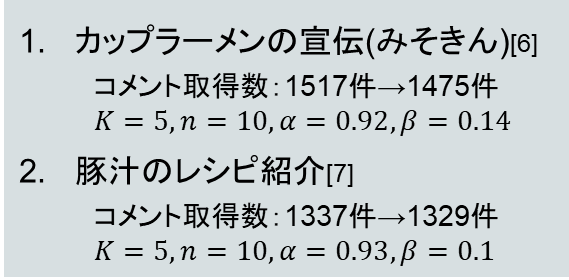 1. カップラーメンの宣伝(みそきん)[6]
コメント取得数：1517件→1475件
K = 5, n = 10, α = 0.92, β = 0.14
2. 豚汁のレシピ紹介[7]
コメント取得数：1337件→1329件
K = 5, n = 10, α = 0.93, β = 0.1